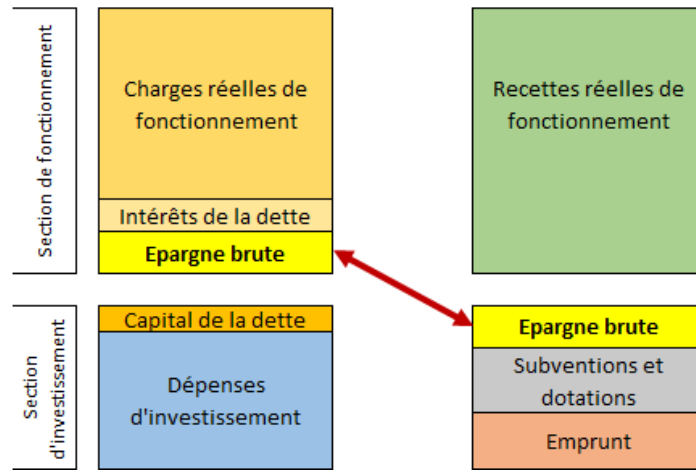 Section de fonctionnement
Charges réelles de
fonctionnement
Intérêts de la dette
Epargne brute
Recettes réelles de
fonctionnement
Section
d'investissement
Capital de la dette
Dépenses
d'investissement
Epargne brute
Subventions et
dotations
Emprunt